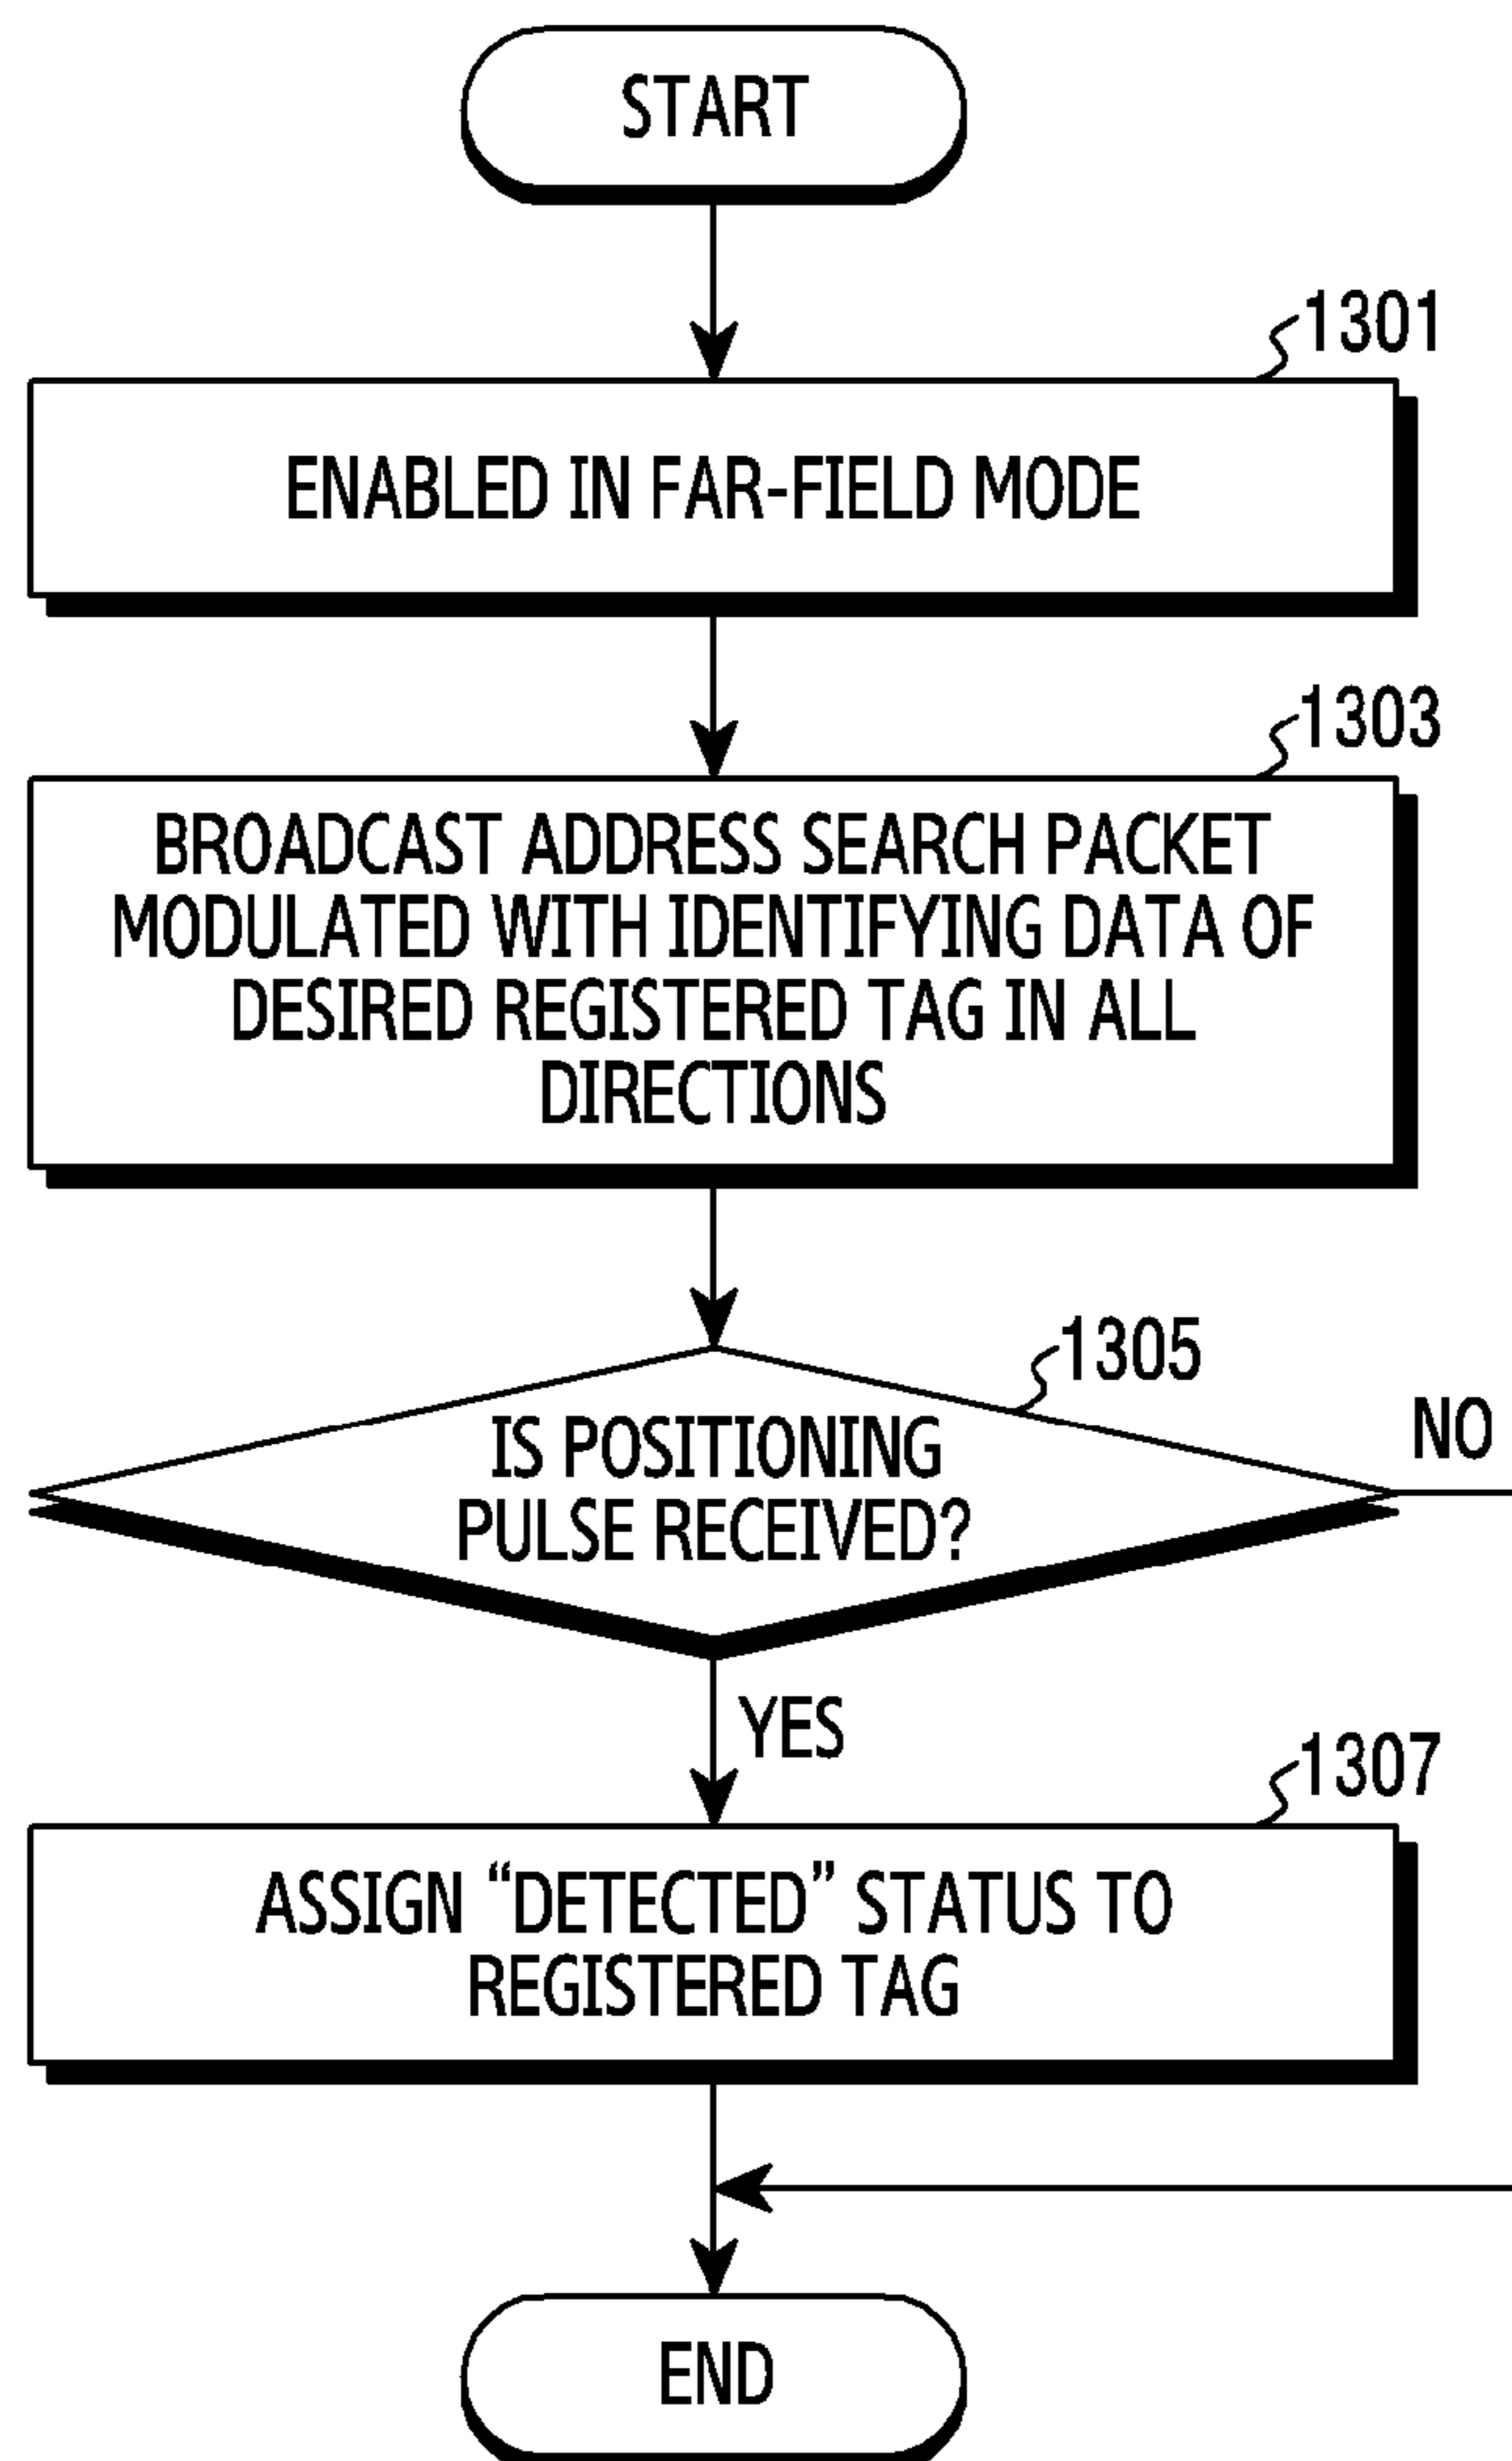 START
1301
ENABLED IN FAR-FIELD MODE
1303
BROADCAST ADDRESS SEARCH PACKET
MODULATED WITH IDENTIFYING DATA OF
DESIRED REGISTERED TAG IN ALL
DIRECTIONS
1305
NO
IS POSITIONING
PULSE RECEIVED?
YES
1307
ASSIGN “DETECTED” STATUS TO
REGISTERED TAG
END